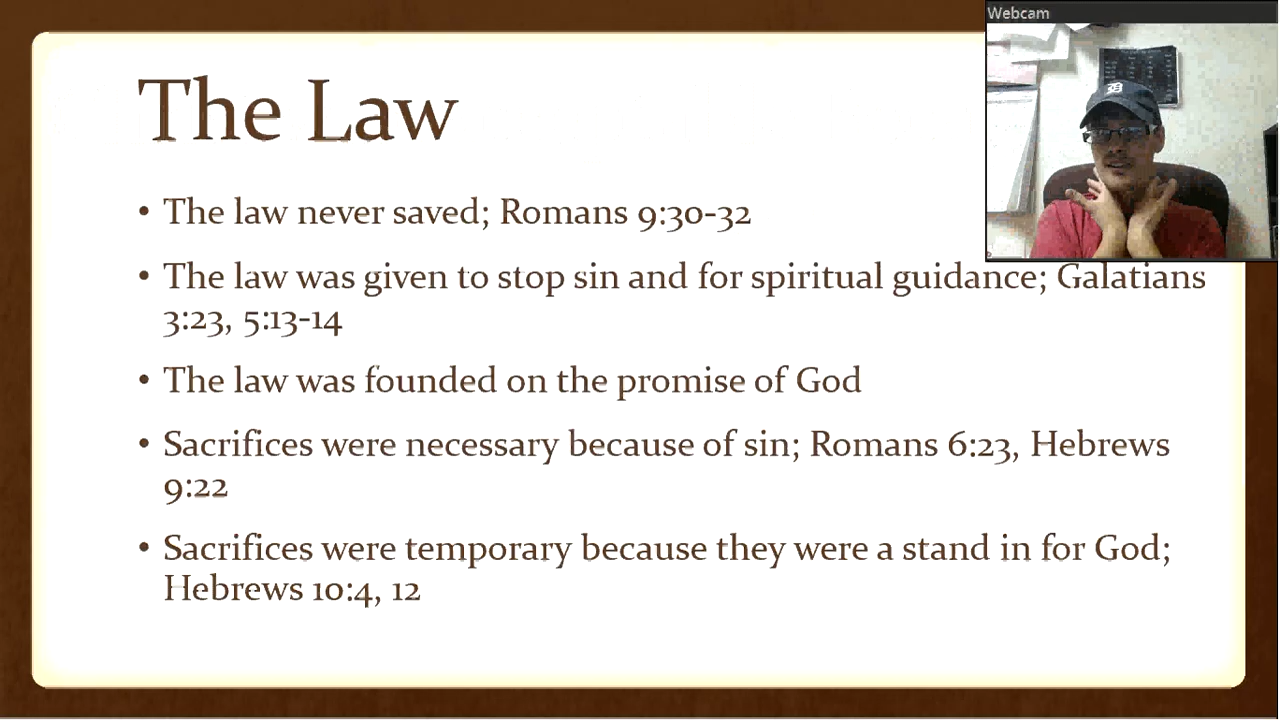 Webcam
The Law
• The law never saved; Romans 9:30-32
• The law was given to stop sin and for spiritual guidance; Galatians
3:23, 5:13-14
• The law was founded on the promise of God
• Sacrifices were necessary because of sin; Romans 6:23, Hebrews
9:22
• Sacrifices were temporary because they were a stand in for God;
Hebrews 10:4, 12